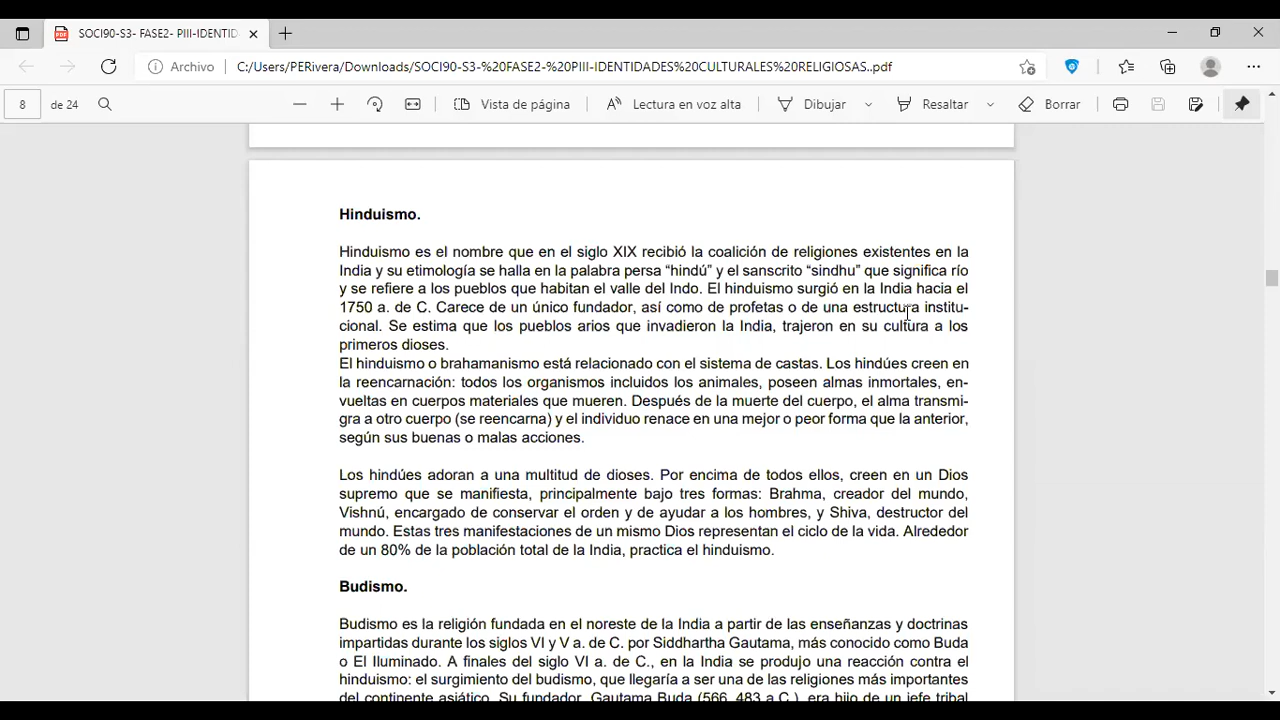 SOCI90-S3- FASE2- PIII-IDENTID
Archivo
C:/Users/PERivera/Downloads/SOCI90-S3-%20FASE2-%20PIII-IDENTIDADES%20CULTURALES%20RELIGIOSAS..pdf
8 de 24
Vista de página
Lectura en voz alta
Dibujar
Resaltar
Borrar
Hinduismo.
Hinduismo es el nombre que en el siglo XIX recibió la coalición de religiones existentes en la
India y su etimología se halla en la palabra persa “hindú” y el sanscrito “sindhu” que significa río
y se refiere a los pueblos que habitan el valle del Indo. El hinduismo surgió en la India hacia el
1750 a. de C. Carece de un único fundador, así como de profetas o de una estructura institu-
cional. Se estima que los pueblos arios que invadieron la India, trajeron en su cultura a los
primeros dioses.
El hinduismo o brahamanismo está relacionado con el sistema de castas. Los hindúes creen en
la reencarnación: todos los organismos incluidos los animales, poseen almas inmortales, en-
vueltas en cuerpos materiales que mueren. Después de la muerte del cuerpo, el alma transmi-
gra a otro cuerpo (se reencarna) y el individuo renace en una mejor o peor forma que la anterior,
según sus buenas o malas acciones.
Los hindúes adoran a una multitud de dioses. Por encima de todos ellos, creen en un Dios
supremo que se manifiesta, principalmente bajo tres formas: Brahma, creador del mundo,
Vishnú, encargado de conservar el orden y de ayudar a los hombres, y Shiva, destructor del
mundo. Estas tres manifestaciones de un mismo Dios representan el ciclo de la vida. Alrededor
de un 80% de la población total de la India, practica el hinduismo.
Budismo.
Budismo es la religión fundada en el noreste de la India a partir de las enseñanzas y doctrinas
impartidas durante los siglos VI y V a. de C. por Siddhartha Gautama, más conocido como Buda
o El Iluminado. A finales del siglo VI a. de C., en la India se produjo una reacción contra el
hinduismo: el surgimiento del budismo, que llegaría a ser una de las religiones más importantes
del continente asiático. Su fundador, Gautama Buda (566, 483 a.C.), era hijo de un jefe tribal